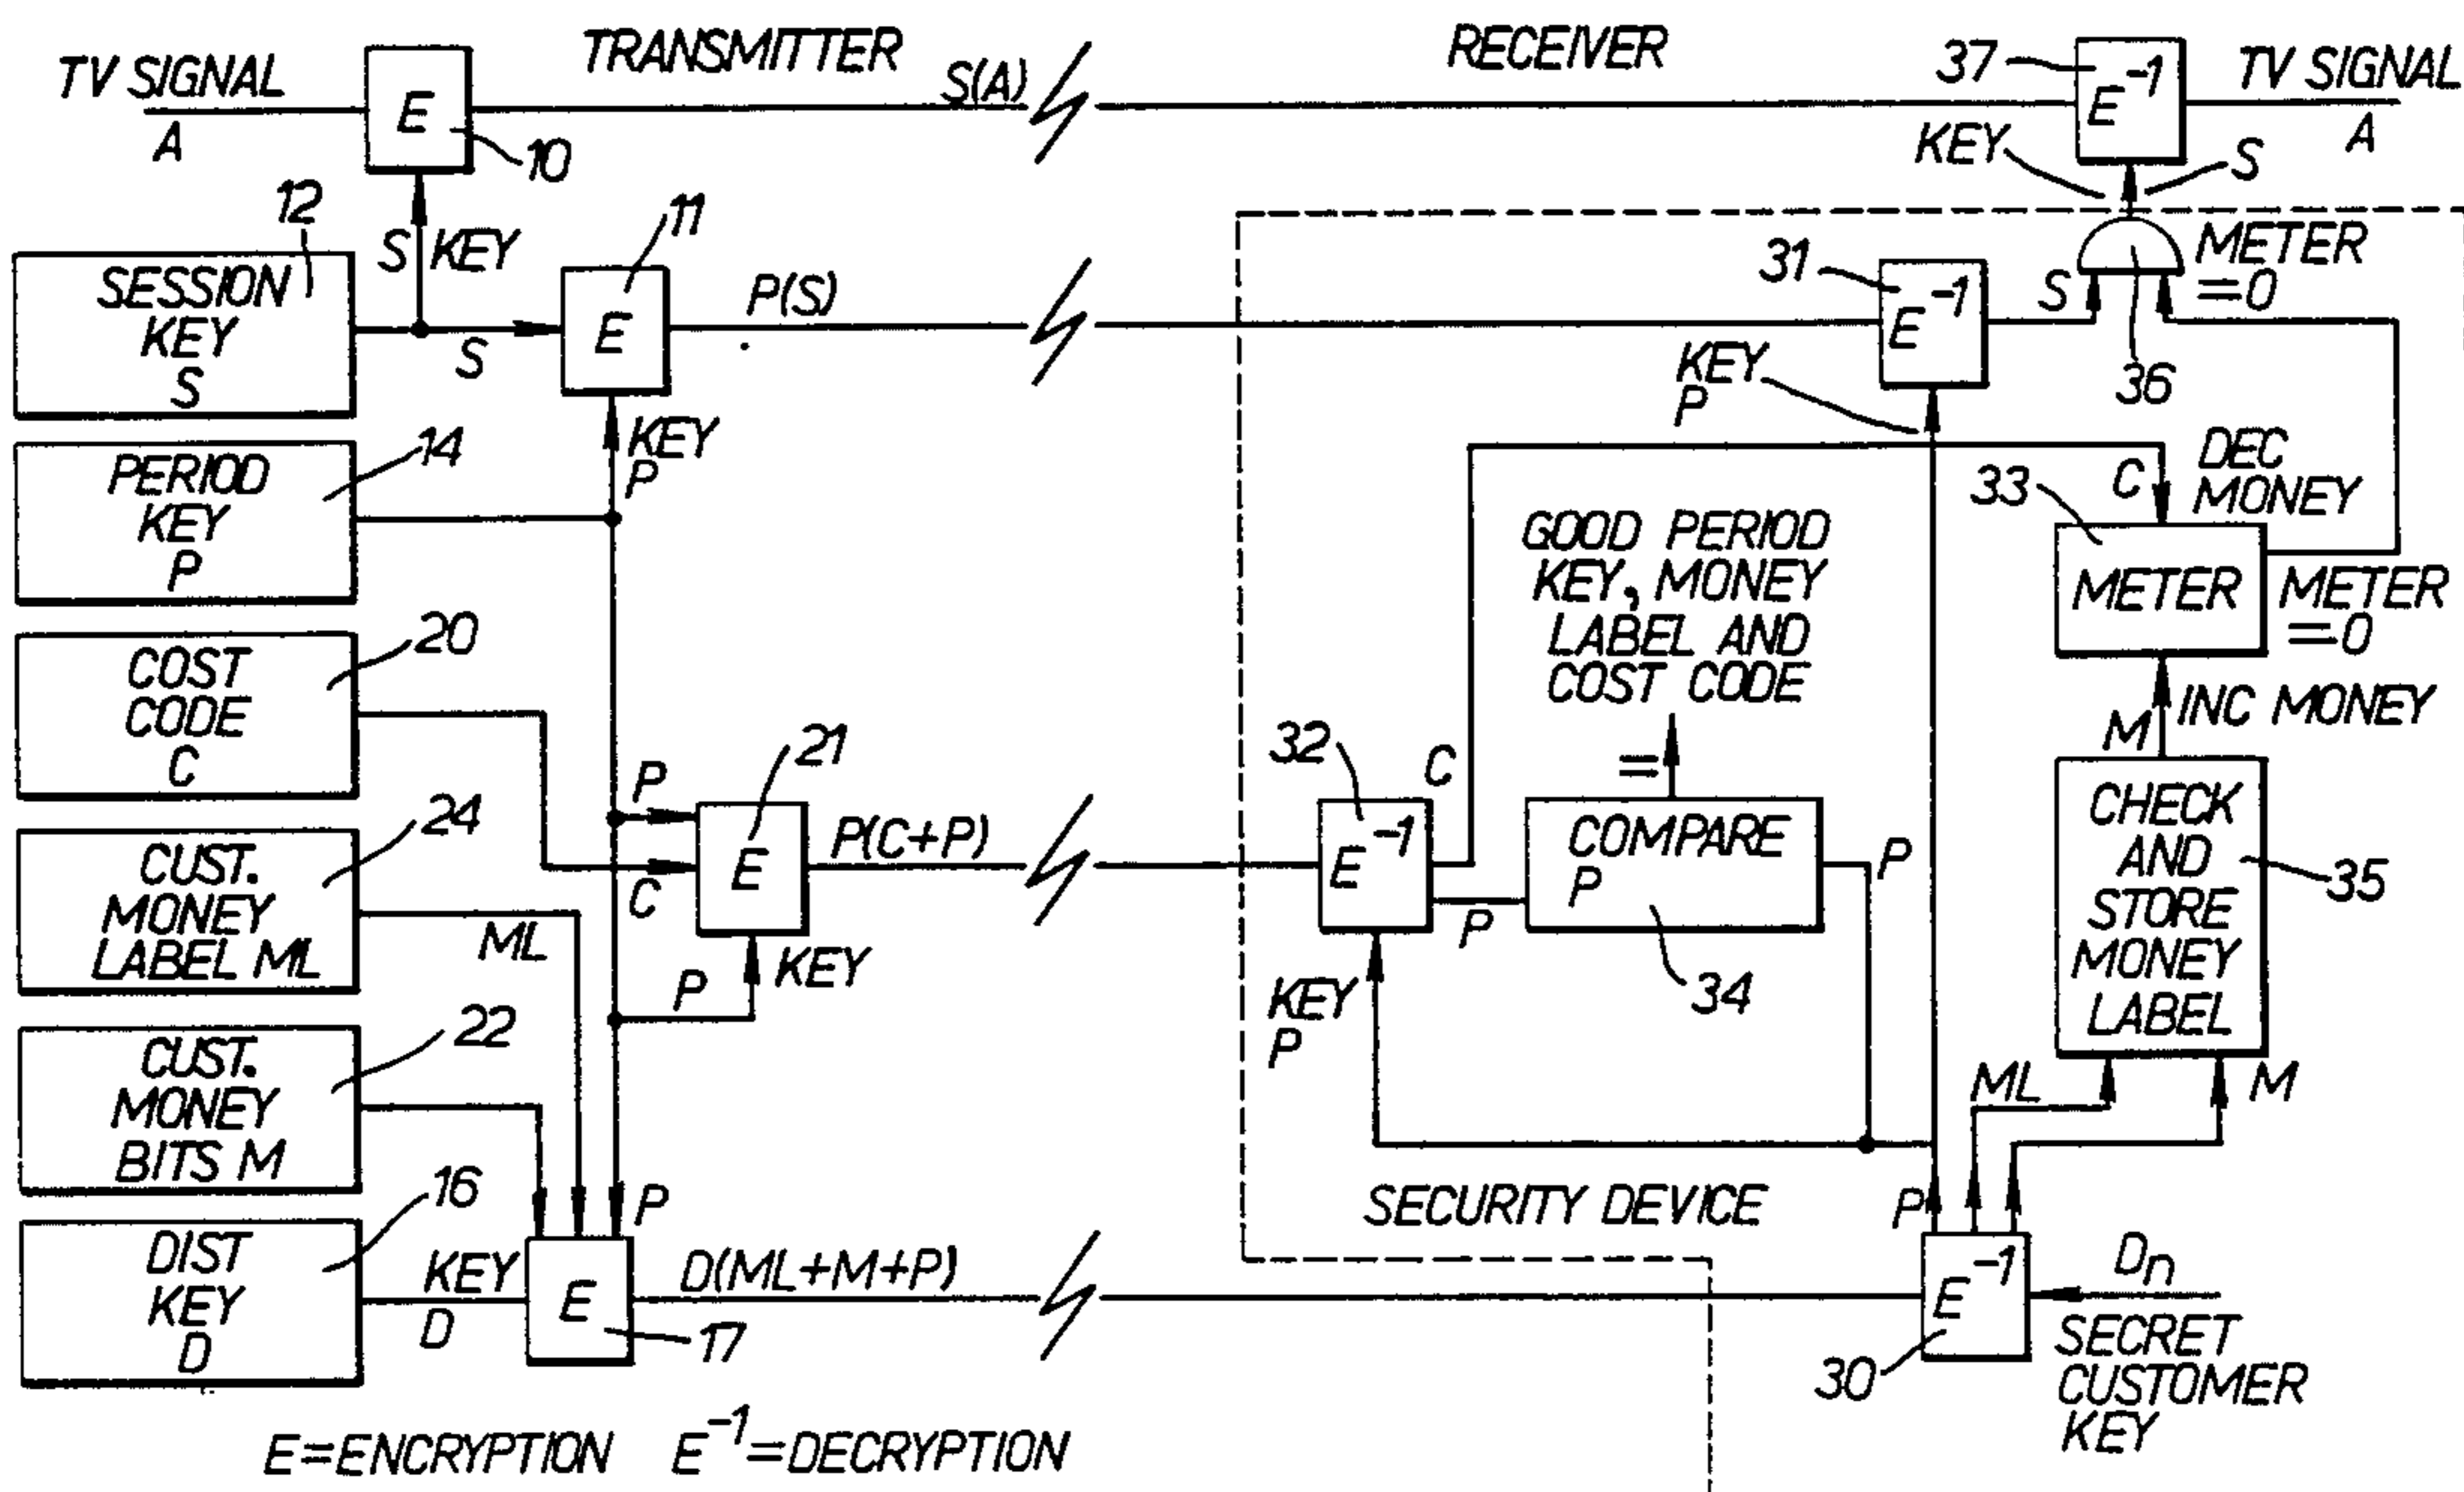 TRANSMITTER
RECEIVER
TV SIGNAL
A
E
10
S(A)
37
E⁻¹
TV SIGNAL
A
KEY
S
12
SESSION
KEY
S
S KEY
S
11
E
P(S)
31
E⁻¹
S
36
METER
=0
KEY
P
14
PERIOD
KEY
P
KEY
P
20
COST
CODE
C
P
C
21
E
P(C+P)
P
KEY
24
CUST.
MONEY
LABEL ML
ML
22
CUST.
MONEY
BITS M
16
DIST
KEY
D
KEY
D
P
E
17
D(ML+M+P)
GOOD PERIOD
KEY, MONEY
LABEL AND
COST CODE
=
32
E⁻¹
C
P
COMPARE
P
34
P
KEY
P
33
C
DEC
MONEY
METER
METER
=0
M
INC MONEY
CHECK
AND
STORE
MONEY
LABEL
35
ML
M
SECURITY DEVICE
P
E⁻¹
30
Dn
SECRET
CUSTOMER
KEY
E=ENCRYPTION E⁻¹=DECRYPTION